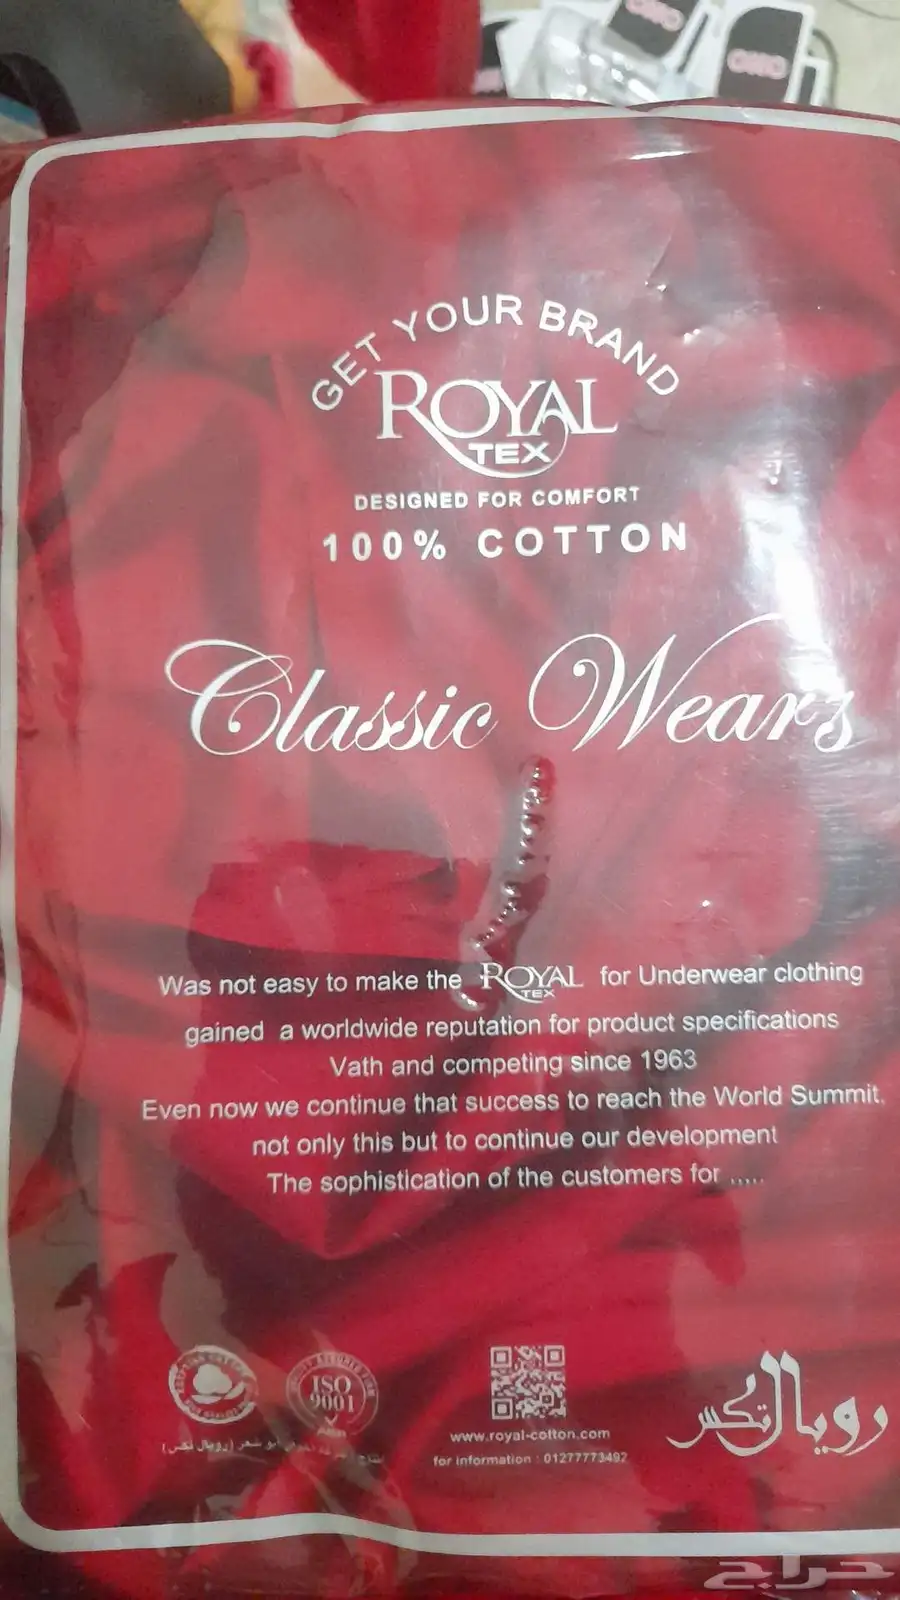 GET YOUR BRAND
ROYAL
TEX
DESIGNED FOR COMFORT
100% COTTON
Classic Wears
Was not easy to make the ROYAL TEX for Underwear clothing
gained a worldwide reputation for product specifications
Vath and competing since 1963
Even now we continue that success to reach the World Summit.
not only this but to continue our development
The sophistication of the customers for .....
ISO
9001
www.royal-cotton.com
for information : 01277773492
(رويال تكس)
رويال تكس
حراج